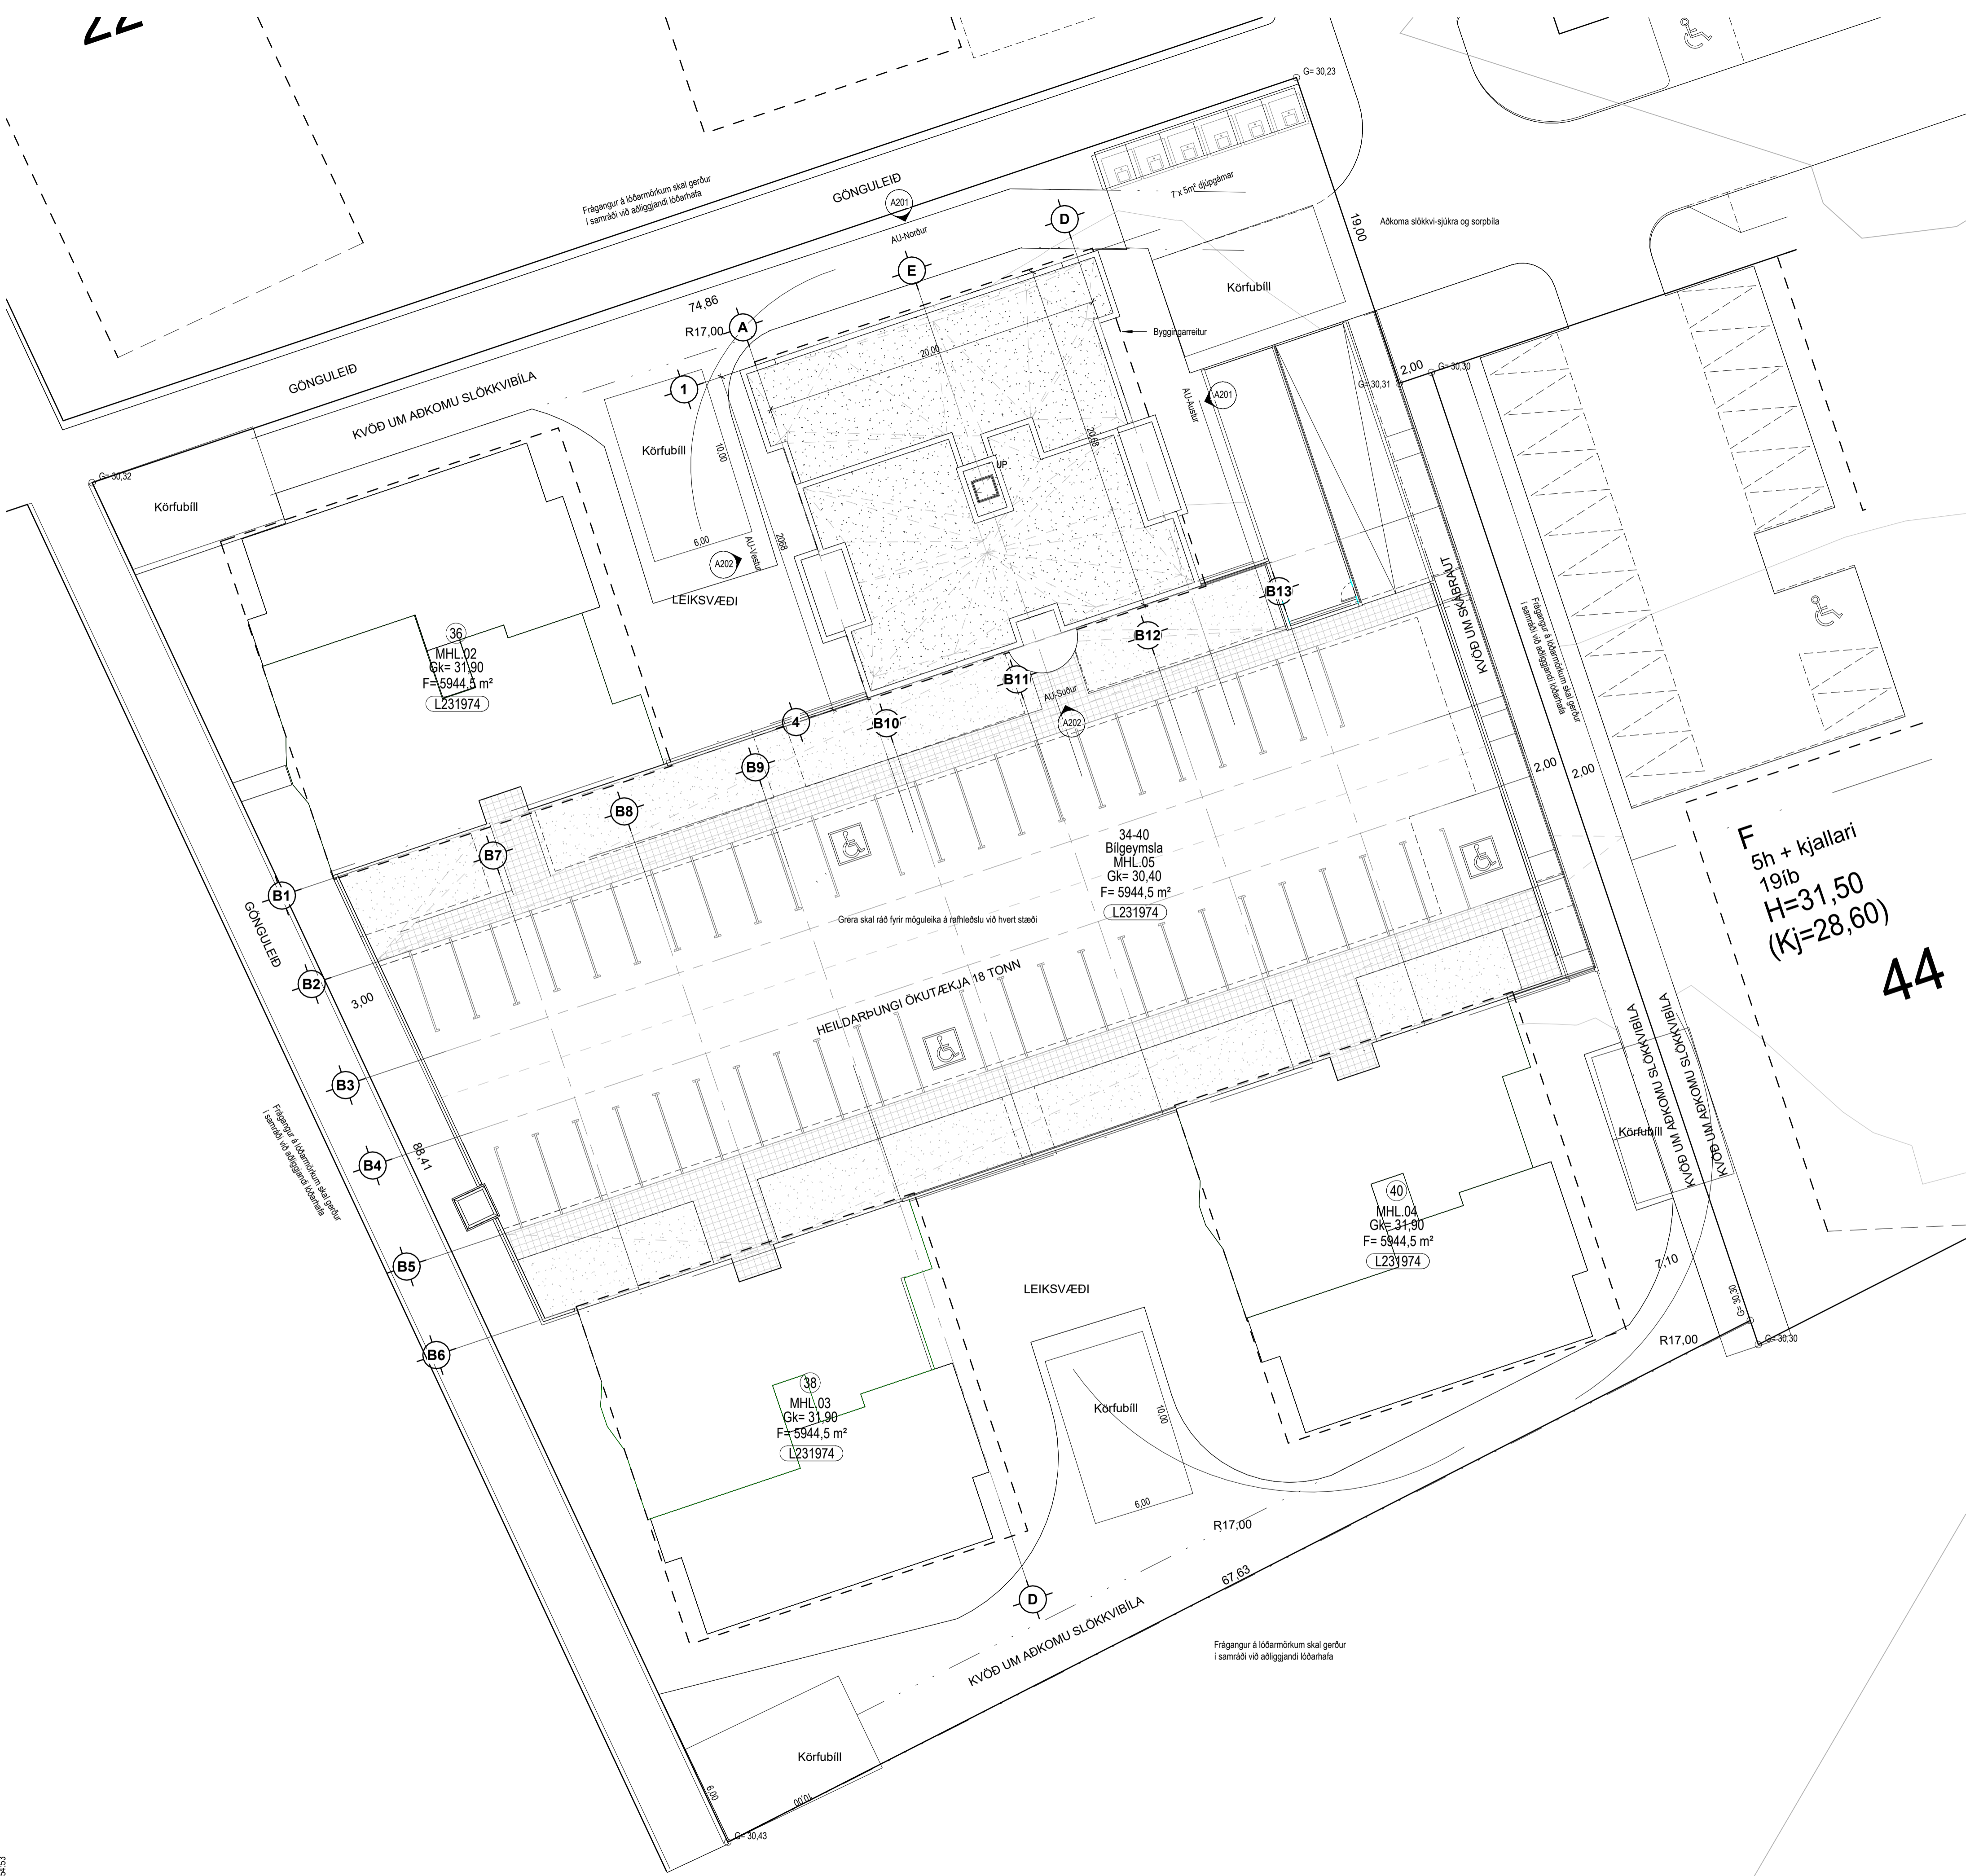 22
G= 30,23
Frágangur á lóðarmörkum skal gerður
í samráði við aðliggjandi lóðarhafa
GÖNGULEIÐ
A201
AU-Norður
7 x 5m² djúpgámar
D
E
19,00
Aðkoma slökkvi-sjúkra og sorpbíla
Körfubíll
74,86
R17,00
A
Byggingarreitur
20,00
GÖNGULEIÐ
KVÖÐ UM AÐKOMU SLÖKKVIBÍLA
1
2,00
G= 30,30
G= 30,31
AU-Austur
A201
Körfubíll
10,00
20,68
UP
G= 30,32
Körfubíll
6,00
2068
AU-Vestur
A202
LEIKSVÆÐI
B13
KVÖÐ UM SKÁBRAUT
Frágangur á lóðarmörkum skal gerður
í samráði við aðliggjandi lóðarhafa
36
MHL.02
Gk= 31,90
F= 5944,5 m²
L231974
B12
B11
AU-Suður
A202
4
B10
B9
2,00
2,00
B8
B7
34-40
Bílgeymsla
MHL.05
Gk= 30,40
F= 5944,5 m²
L231974
F
5h + kjallari
19íb
H=31,50
(Kj=28,60)
44
B1
GÖNGULEIÐ
Grera skal ráð fyrir möguleika á rafhleðslu við hvert stæði
B2
3,00
HEILDARÞUNGI ÖKUTÆKJA 18 TONN
KVÖÐ UM AÐKOMU SLÖKKVIBÍLA
KVÖÐ UM AÐKOMU SLÖKKVIBÍLA
B3
Frágangur á lóðarmörkum skal gerður
í samráði við aðliggjandi lóðarhafa
88,41
B4
Körfubíll
40
MHL.04
Gk= 31,90
F= 5944,5 m²
L231974
B5
7,10
LEIKSVÆÐI
G= 30,30
B6
R17,00
G= 30,30
38
MHL.03
Gk= 31,90
F= 5944,5 m²
L231974
Körfubíll
10,00
6,00
R17,00
67,63
D
KVÖÐ UM AÐKOMU SLÖKKVIBÍLA
Frágangur á lóðarmörkum skal gerður
í samráði við aðliggjandi lóðarhafa
Körfubíll
6,00
10,00
G= 30,43
54:53